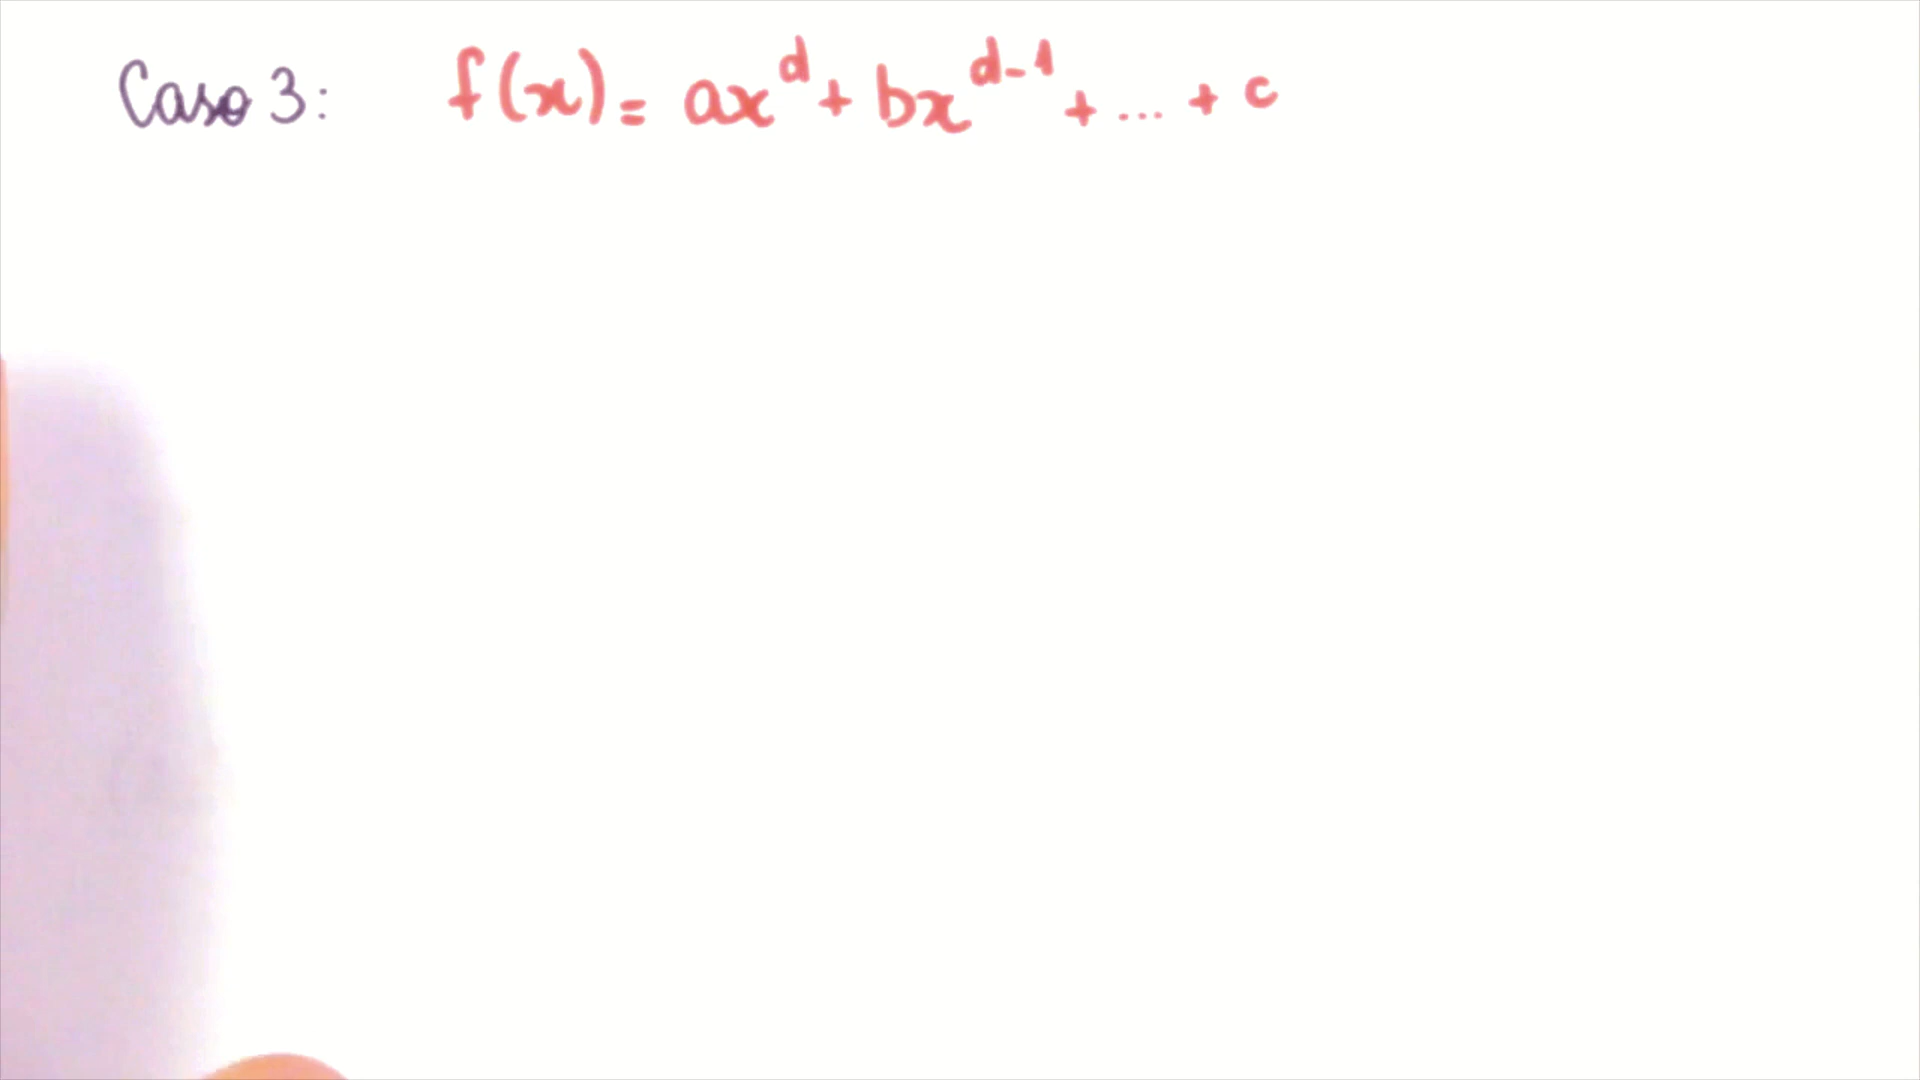 Caso 3: f(x) = ax^d + bx^{d-1} + ... + c